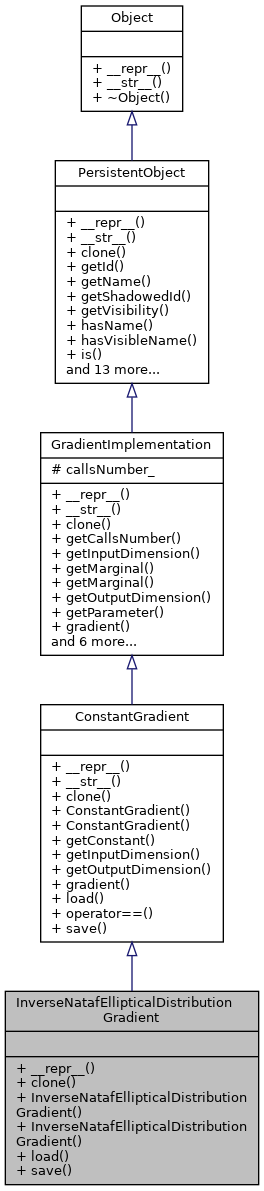 Object
+ __repr__()
+ __str__()
+ ~Object()
PersistentObject
+ __repr__()
+ __str__()
+ clone()
+ getId()
+ getName()
+ getShadowedId()
+ getVisibility()
+ hasName()
+ hasVisibleName()
+ is()
and 13 more...
GradientImplementation
# callsNumber_
+ __repr__()
+ __str__()
+ clone()
+ getCallsNumber()
+ getInputDimension()
+ getMarginal()
+ getMarginal()
+ getOutputDimension()
+ getParameter()
+ gradient()
and 6 more...
ConstantGradient
+ __repr__()
+ __str__()
+ clone()
+ ConstantGradient()
+ ConstantGradient()
+ getConstant()
+ getInputDimension()
+ getOutputDimension()
+ gradient()
+ load()
+ operator==()
+ save()
InverseNatafEllipticalDistribution
Gradient
+ __repr__()
+ clone()
+ InverseNatafEllipticalDistribution
Gradient()
+ InverseNatafEllipticalDistribution
Gradient()
+ load()
+ save()